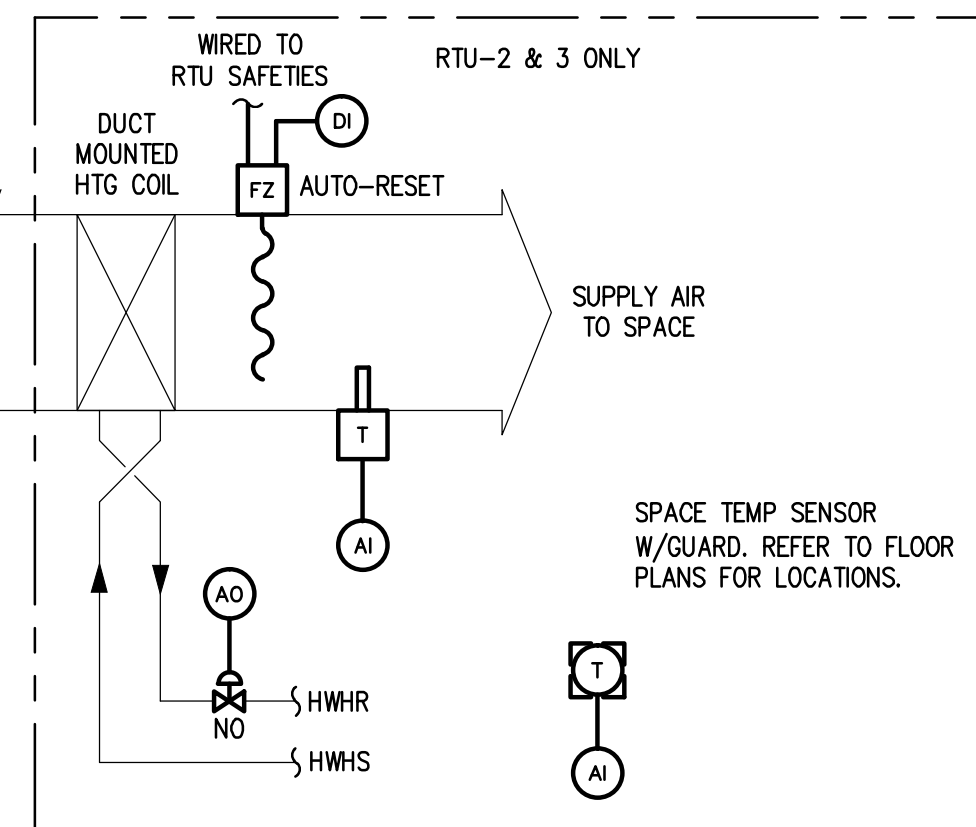 WIRED TO
RTU SAFETIES
RTU-2 & 3 ONLY
DI
DUCT
MOUNTED
HTG COIL
FZ
AUTO-RESET
SUPPLY AIR
TO SPACE
T
AI
SPACE TEMP SENSOR
W/GUARD. REFER TO FLOOR
PLANS FOR LOCATIONS.
AO
T
HWHR
NO
HWHS
AI